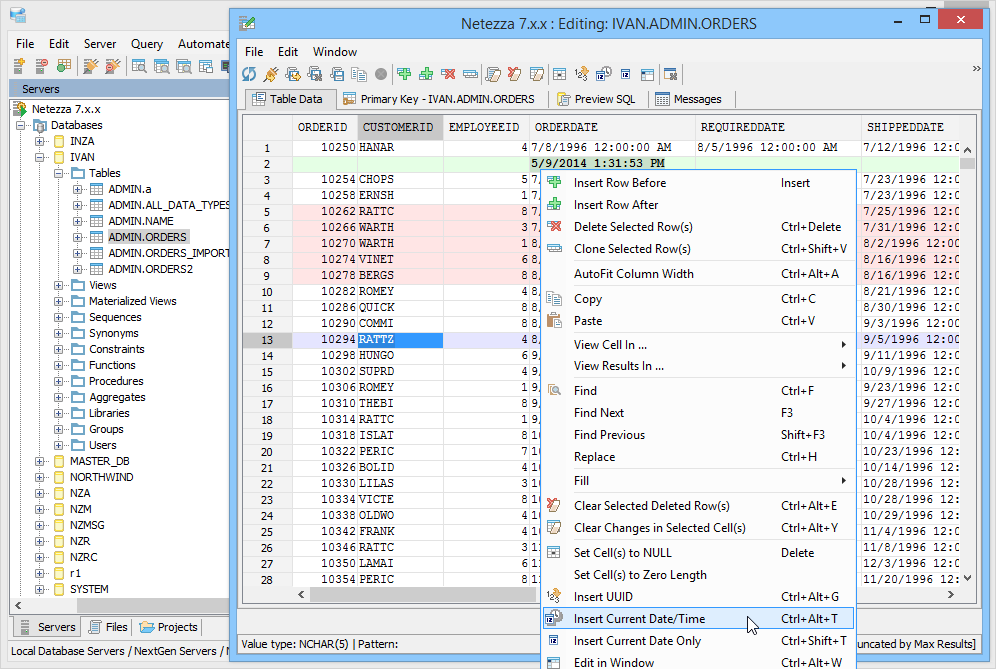 Netezza 7.x.x : Editing: IVAN.ADMIN.ORDERS
File Edit Server Query Automate
File Edit Window
Servers
Table Data Primary Key - IVAN.ADMIN.ORDERS Preview SQL Messages
Netezza 7.x.x
Databases
INZA
IVAN
Tables
ADMIN.a
ADMIN.ALL_DATA_TYPES
ADMIN.NAME
ADMIN.ORDERS
ADMIN.ORDERS_IMPORT
ADMIN.ORDERS2
Views
Materialized Views
Sequences
Synonyms
Constraints
Functions
Procedures
Aggregates
Libraries
Groups
Users
MASTER_DB
NORTHWIND
NZA
NZM
NZMSG
NZR
NZRC
r1
SYSTEM
Servers Files Projects
Local Database Servers / NextGen Servers /
ORDERID CUSTOMERID EMPLOYEEID ORDERDATE REQUIREDDATE SHIPPEDDATE
1 10250 HANAR 4 7/8/1996 12:00:00 AM 8/5/1996 12:00:00 AM 7/12/1996 12:0
2 5/9/2014 1:31:53 PM
3 10254 CHOPS 5 7/23/1996 12:0
4 10258 ERNSH 1 7/23/1996 12:0
5 10262 RATTC 8 7/25/1996 12:0
6 10266 WARTH 3 7/31/1996 12:0
7 10270 WARTH 1 8/2/1996 12:00
8 10274 VINET 6 8/16/1996 12:0
9 10278 BERGS 8 8/16/1996 12:0
10 10282 ROMEY 4 8/21/1996 12:0
11 10286 QUICK 8 8/30/1996 12:0
12 10290 COMMI 8 9/3/1996 12:00
13 10294 RATTZ 4 9/5/1996 12:00
14 10298 HUNGO 6 9/11/1996 12:0
15 10302 SUPRD 4 10/9/1996 12:0
16 10306 ROMEY 1 9/23/1996 12:0
17 10310 THEBI 8 9/27/1996 12:0
18 10314 RATTC 1 10/4/1996 12:0
19 10318 ISLAT 8 10/4/1996 12:0
20 10322 PERIC 7 10/23/1996 12:
21 10326 BOLID 4 10/14/1996 12:
22 10330 LILAS 3 10/28/1996 12:
23 10334 VICTE 8 10/28/1996 12:
24 10338 OLDWO 4 10/29/1996 12:
25 10342 FRANK 4 11/4/1996 12:0
26 10346 RATTC 3 11/8/1996 12:0
27 10350 LAMAI 6 12/3/1996 12:0
28 10354 PERIC 8 11/20/1996 12:
Insert Row Before Insert
Insert Row After
Delete Selected Row(s) Ctrl+Delete
Clone Selected Row(s) Ctrl+Shift+V
AutoFit Column Width Ctrl+Alt+A
Copy Ctrl+C
Paste Ctrl+V
View Cell In ...
View Results In ...
Find Ctrl+F
Find Next F3
Find Previous Shift+F3
Replace Ctrl+H
Fill
Clear Selected Deleted Row(s) Ctrl+Alt+E
Clear Changes in Selected Cell(s) Ctrl+Alt+Y
Set Cell(s) to NULL Delete
Set Cell(s) to Zero Length
Insert UUID Ctrl+Alt+G
Insert Current Date/Time Ctrl+Alt+T
Insert Current Date Only Ctrl+Shift+T
Edit in Window Ctrl+Alt+W
Value type: NCHAR(5) | Pattern:
uncated by Max Results]